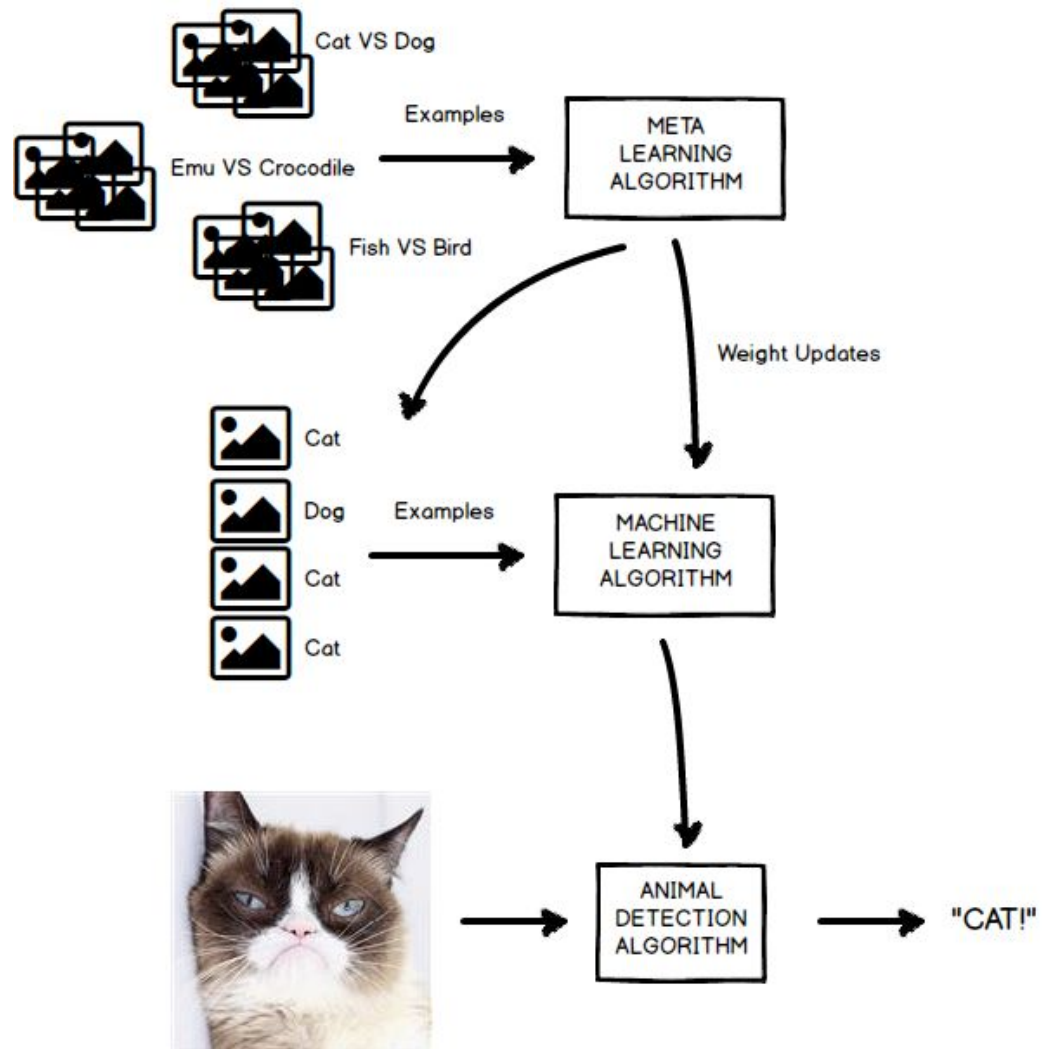 Cat VS Dog
Examples
META
LEARNING
ALGORITHM
Emu VS Crocodile
Fish VS Bird
Weight Updates
Cat
Dog
Examples
MACHINE
LEARNING
ALGORITHM
Cat
Cat
ANIMAL
DETECTION
ALGORITHM
"CAT!"